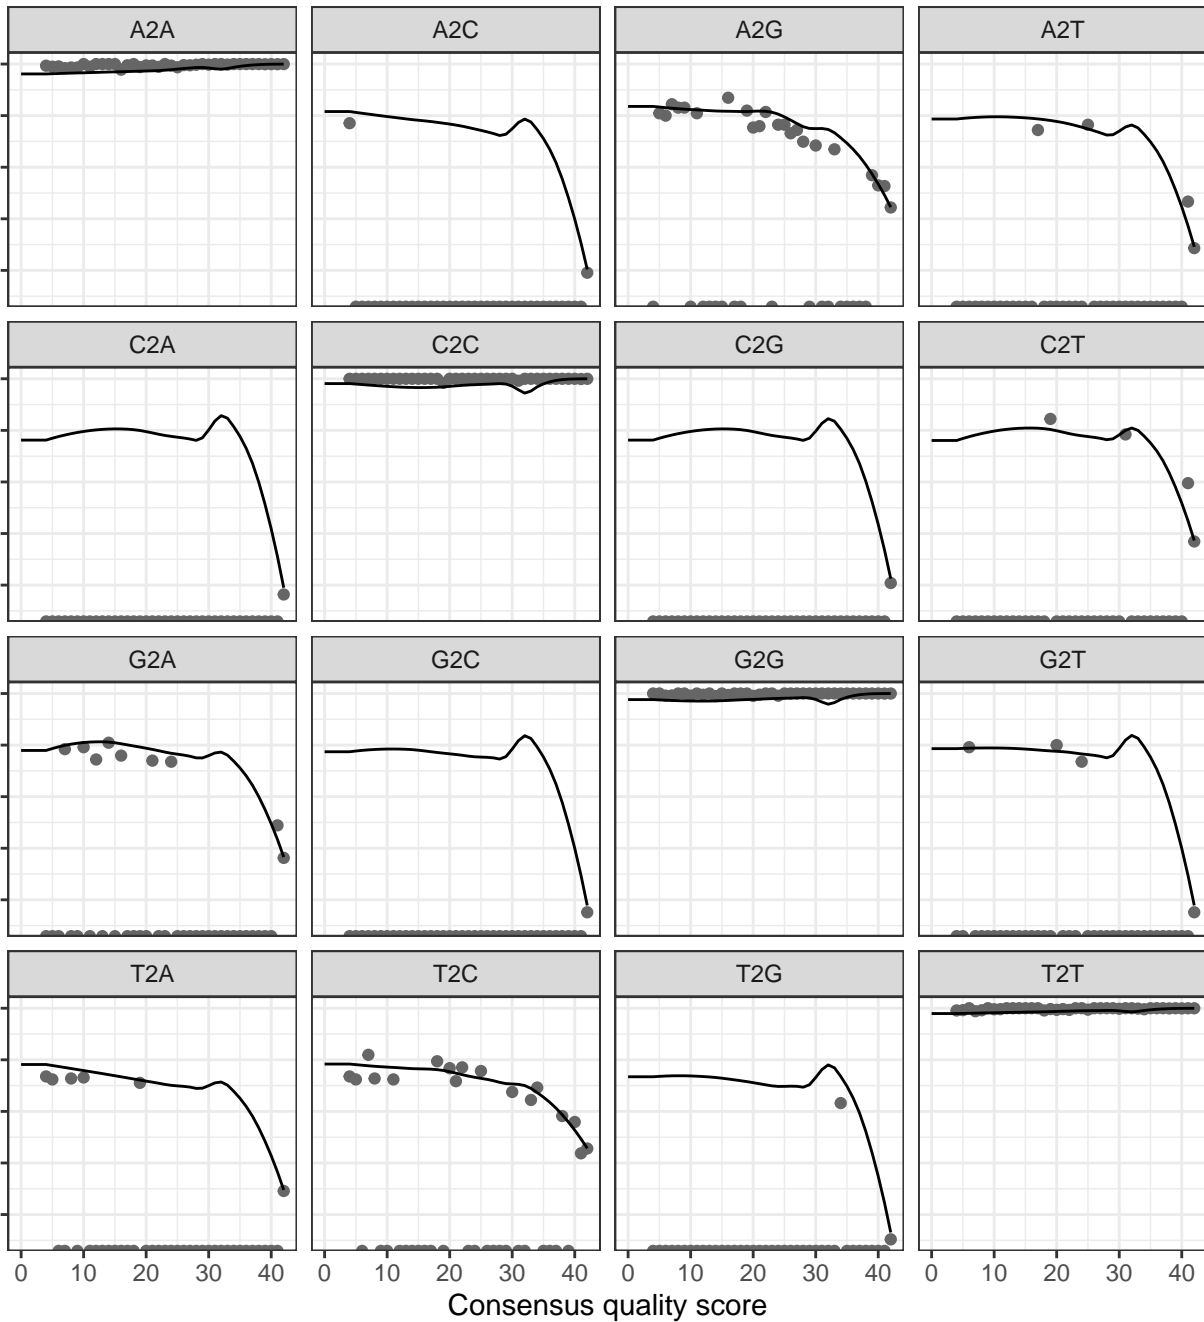 A2A A2C A2G A2T
C2A C2C C2G C2T
G2A G2C G2G G2T
T2A T2C T2G T2T
0 10 20 30 40 0 10 20 30 40 0 10 20 30 40 0 10 20 30 40
Consensus quality score